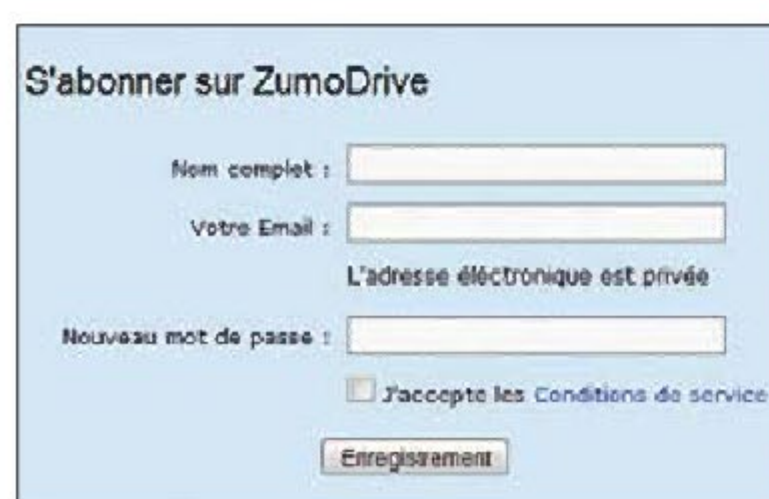 S'abonner sur ZumoDrive
Nom complet :
Votre Email :
L'adresse éléctronique est privée
Nouveau mot de passe :
J'accepte les Conditions de service
Enregistrement